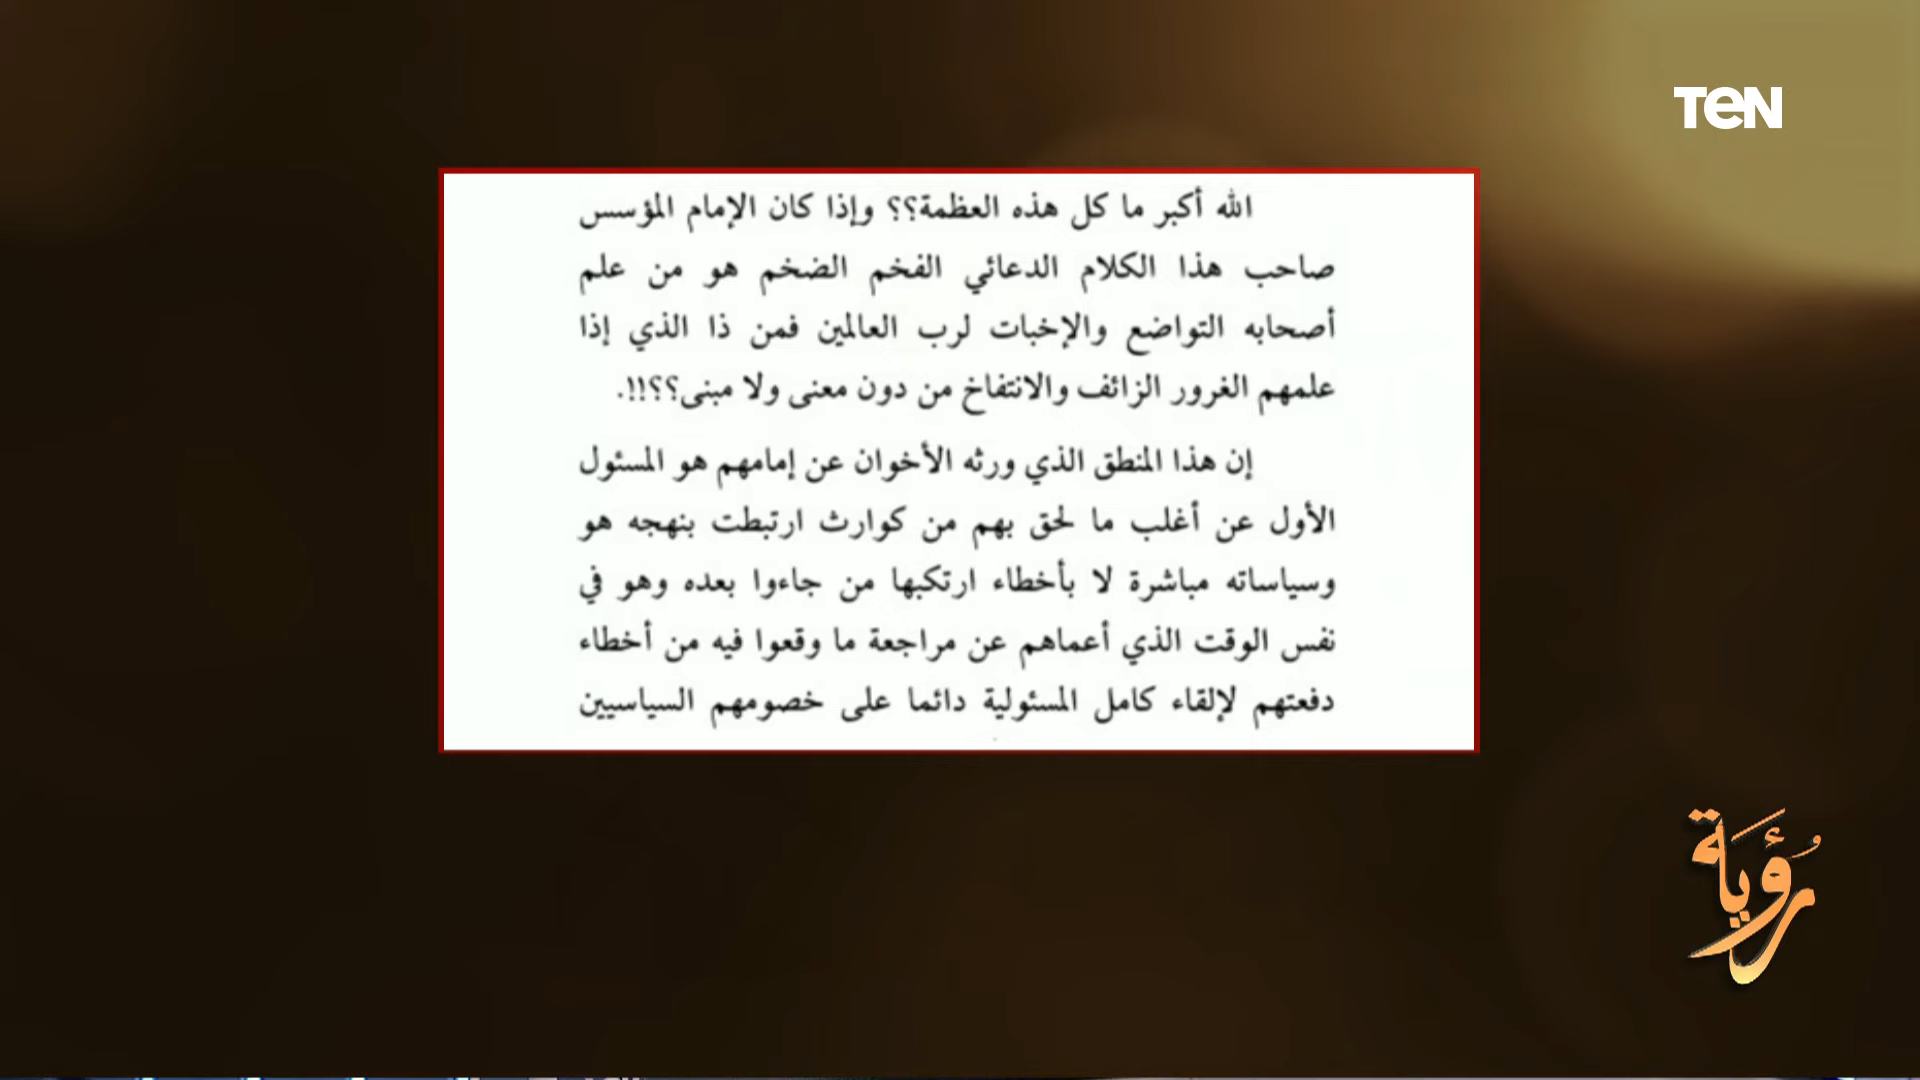 TEN
الله أكبر ما كل هذه العظمة؟؟ وإذا كان الإمام المؤسس
صاحب هذا الكلام الدعائي الفخم الضخم هو من علم
أصحابه التواضع والإخبات لرب العالمين فمن ذا الذي إذا
علمهم الغرور الزائف والانتفاخ من دون معنى ولا مبنى؟؟!!.
إن هذا المنطق الذي ورثه الأخوان عن إمامهم هو المسئول
الأول عن أغلب ما لحق بهم من كوارث ارتبطت بنهجه هو
وسياساته مباشرة لا بأخطاء ارتكبها من جاءوا بعده وهو في
نفس الوقت الذي أعماهم عن مراجعة ما وقعوا فيه من أخطاء
دفعتهم لإلقاء كامل المسئولية دائما على خصومهم السياسيين
رؤية